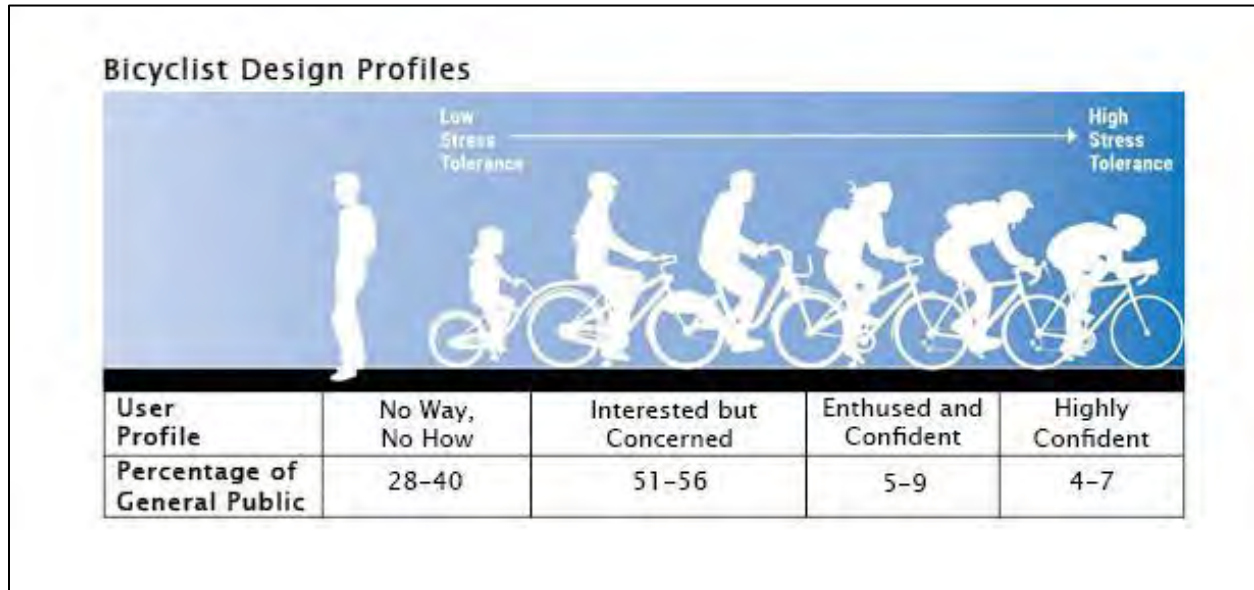 Bicyclist Design Profiles
Low
Stress
Tolerance
High
Stress
Tolerance
User
Profile
No Way,
No How
Interested but
Concerned
Enthused and
Confident
Highly
Confident
Percentage of
General Public
28–40
51–56
5–9
4–7